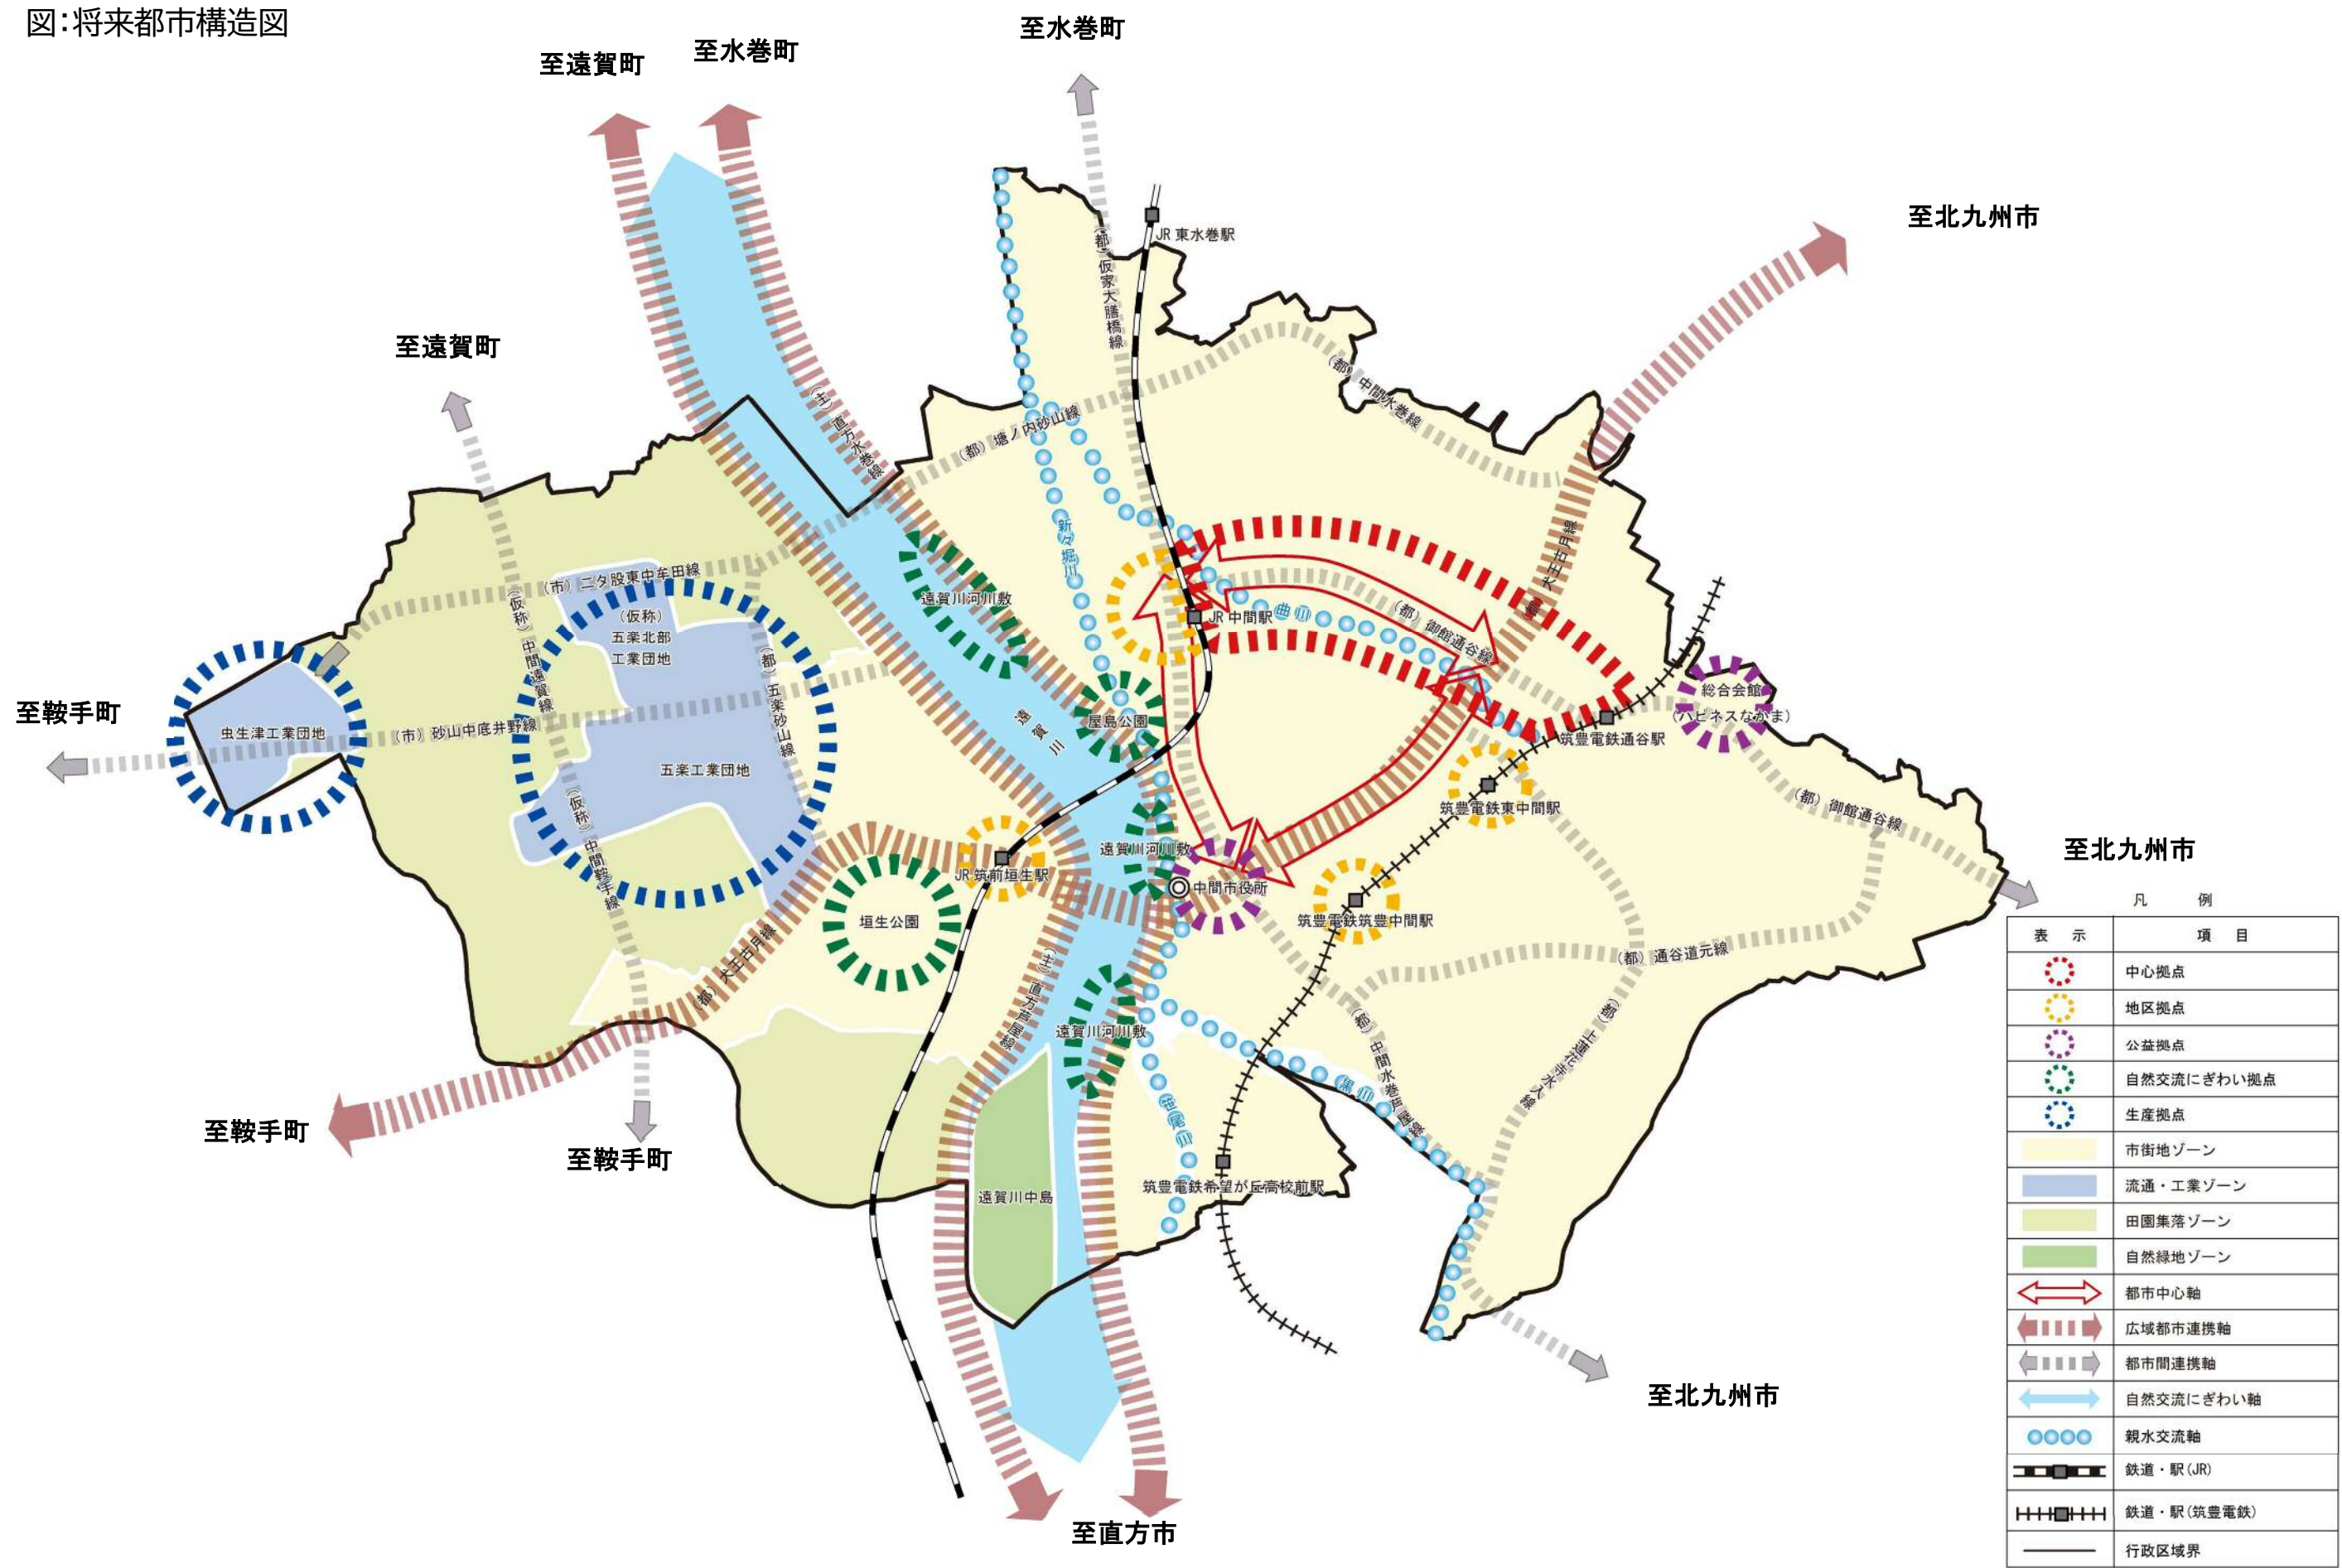 図：将来都市構造図
至水巻町
至水巻町
至遠賀町
至北九州市
JR 東水巻駅
（都）仮家大膳橋線
至遠賀町
（都）中間水巻線
（主）直方水巻線
（都）塘ノ内砂山線
新々堀川
（都）犬王古月線
（市）二タ股東中牟田線
（仮称）中間遠賀線
（仮称）
五楽北部
工業団地
遠賀川河川敷
JR 中間駅
曲川
（都）御館通谷線
（都）五楽砂山線
総合会館
（ハピネスなかま）
至鞍手町
虫生津工業団地
（市）砂山中底井野線
遠賀川
屋島公園
筑豊電鉄通谷駅
五楽工業団地
（仮称）中間鞍手線
筑豊電鉄東中間駅
（都）御館通谷線
遠賀川河川敷
至北九州市
JR 筑前垣生駅
中間市役所
垣生公園
筑豊電鉄筑豊中間駅
（都）犬王古月線
（主）直方芦屋線
（都）通谷道元線
遠賀川河川敷
（都）中間水巻芦屋線
（都）上蓮花寺水入線
黒川
笹尾川
至鞍手町
至鞍手町
筑豊電鉄希望が丘高校前駅
遠賀川中島
至北九州市
至直方市
凡　例
表　示　項　目
中心拠点
地区拠点
公益拠点
自然交流にぎわい拠点
生産拠点
市街地ゾーン
流通・工業ゾーン
田園集落ゾーン
自然緑地ゾーン
都市中心軸
広域都市連携軸
都市間連携軸
自然交流にぎわい軸
親水交流軸
鉄道・駅（JR）
鉄道・駅（筑豊電鉄）
行政区域界